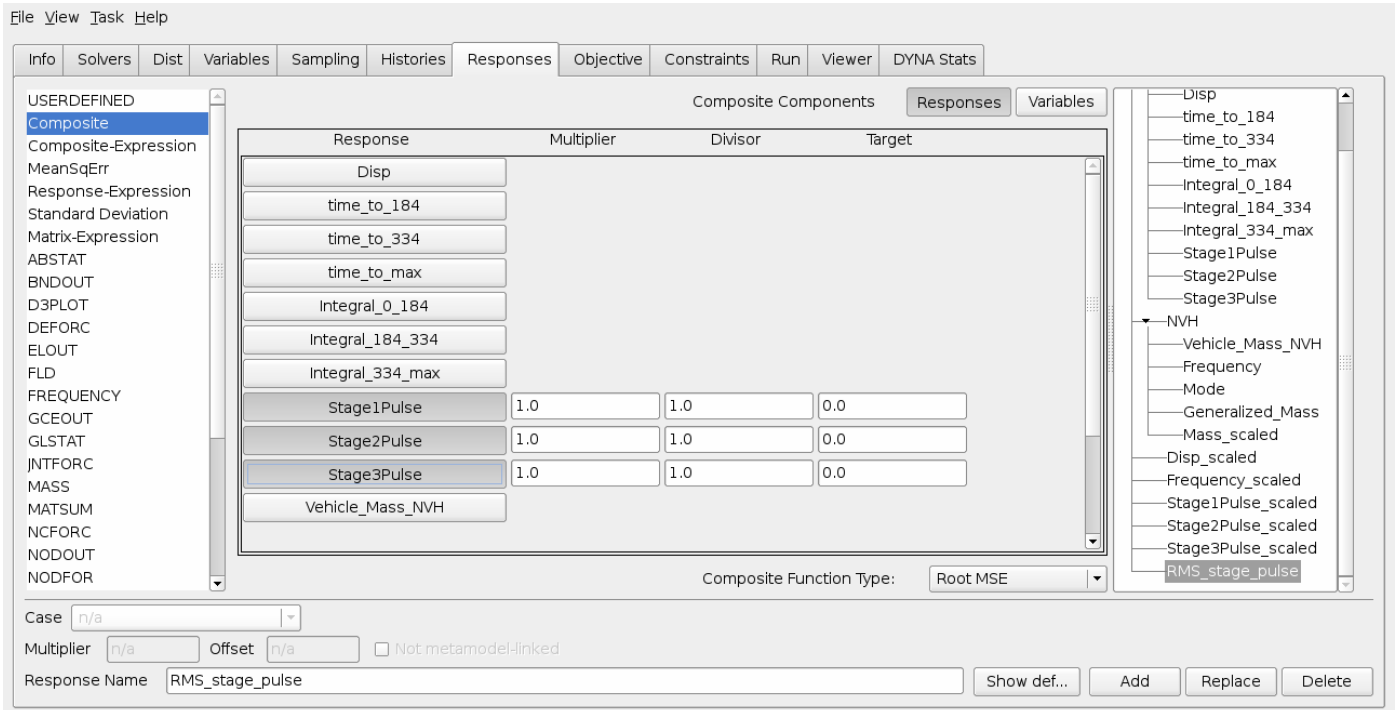 File View Task Help
Info Solvers Dist Variables Sampling Histories Responses Objective Constraints Run Viewer DYNA Stats
USERDEFINED
Composite
Composite-Expression
MeanSqErr
Response-Expression
Standard Deviation
Matrix-Expression
ABSTAT
BNDOUT
D3PLOT
DEFORC
ELOUT
FLD
FREQUENCY
GCEOUT
GLSTAT
JNTFORC
MASS
MATSUM
NCFORC
NODOUT
NODFOR
Composite Components Responses Variables
Response Multiplier Divisor Target
Disp
time_to_184
time_to_334
time_to_max
Integral_0_184
Integral_184_334
Integral_334_max
Stage1Pulse 1.0 1.0 0.0
Stage2Pulse 1.0 1.0 0.0
Stage3Pulse 1.0 1.0 0.0
Vehicle_Mass_NVH
Composite Function Type: Root MSE
Disp
time_to_184
time_to_334
time_to_max
Integral_0_184
Integral_184_334
Integral_334_max
Stage1Pulse
Stage2Pulse
Stage3Pulse
NVH
Vehicle_Mass_NVH
Frequency
Mode
Generalized_Mass
Mass_scaled
Disp_scaled
Frequency_scaled
Stage1Pulse_scaled
Stage2Pulse_scaled
Stage3Pulse_scaled
RMS_stage_pulse
Case n/a
Multiplier n/a Offset n/a Not metamodel-linked
Response Name RMS_stage_pulse Show def... Add Replace Delete